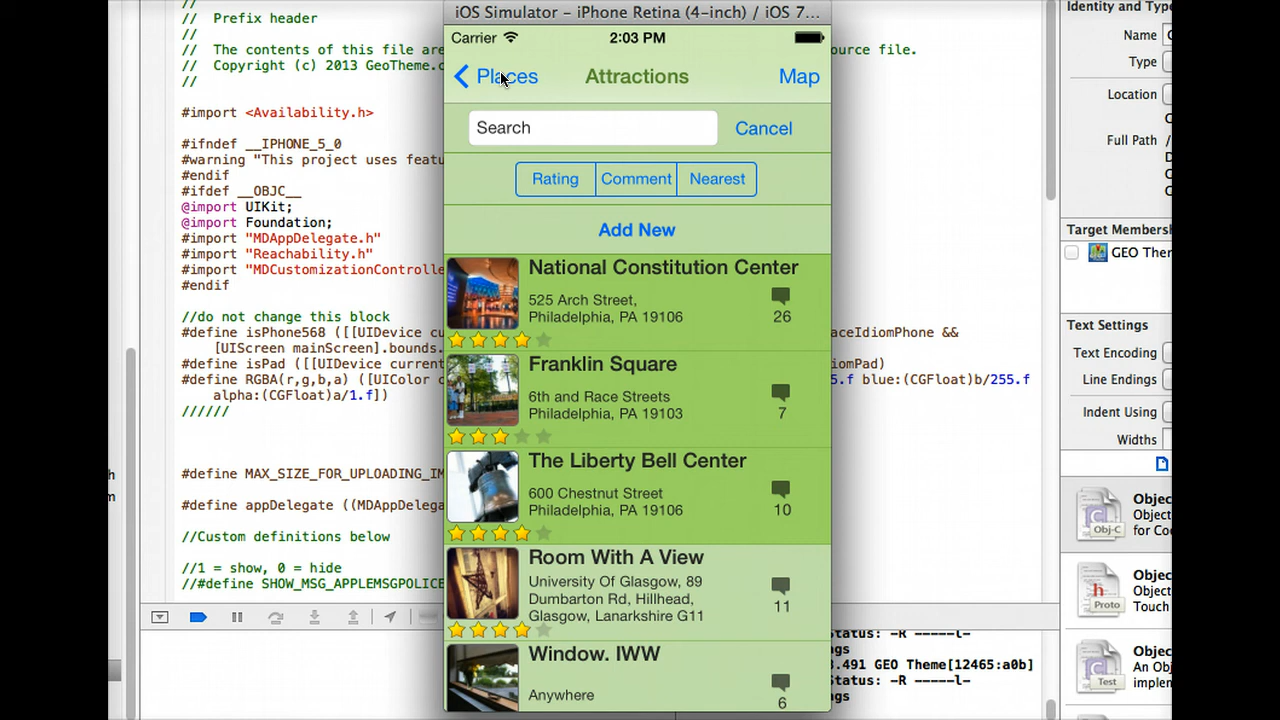 iOS Simulator – iPhone Retina (4-inch) / iOS 7...
Carrier
2:03 PM
Places
Attractions
Map
Search
Cancel
Rating
Comment
Nearest
Add New
National Constitution Center
525 Arch Street,
Philadelphia, PA 19106
26
Franklin Square
6th and Race Streets
Philadelphia, PA 19103
7
The Liberty Bell Center
600 Chestnut Street
Philadelphia, PA 19106
10
Room With A View
University Of Glasgow, 89
Dumbarton Rd, Hillhead,
Glasgow, Lanarkshire G11
11
Window. IWW
Anywhere
6
//
// Prefix header
//
// The contents of this file are
ource file.
// Copyright (c) 2013 GeoTheme.c
//
#import <Availability.h>
#ifndef __IPHONE_5_0
#warning "This project uses featu
#endif
#ifdef __OBJC__
@import UIKit;
@import Foundation;
#import "MDAppDelegate.h"
#import "Reachability.h"
#import "MDCustomizationControlle
#endif
//do not change this block
#define isPhone568 ([[UIDevice cu
aceIdiomPhone &&
[UIScreen mainScreen].bounds.
#define isPad ([[UIDevice current
iomPad)
#define RGBA(r,g,b,a) ([UIColor c
5.f blue:(CGFloat)b/255.f
alpha:(CGFloat)a/1.f])
//////
#define MAX_SIZE_FOR_UPLOADING_IM
#define appDelegate ((MDAppDelega
//Custom definitions below
//1 = show, 0 = hide
//#define SHOW_MSG_APPLEMSGPOLICE
Status: -R -----l-
ngs
3.491 GEO Theme[12465:a0b]
Status: -R -----l-
ngs
Identity and Type
Name
Type
Location
Full Path
Target Membersh
GEO Ther
Text Settings
Text Encoding
Line Endings
Indent Using
Widths
Obj-C
Objec
Objec
for Coc
Proto
Objec
Objec
Touch
Test
Objec
An Obj
implem